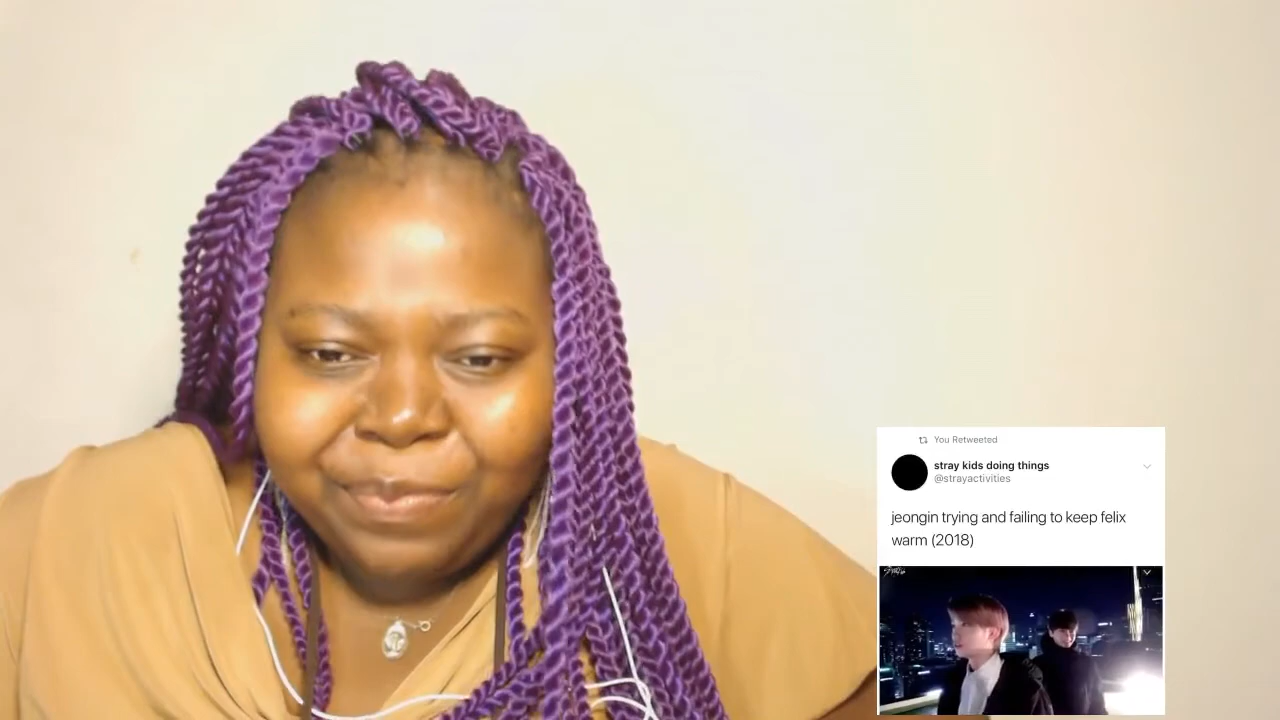 You Retweeted
stray kids doing things
@strayactivities
jeongin trying and failing to keep felix
warm (2018)